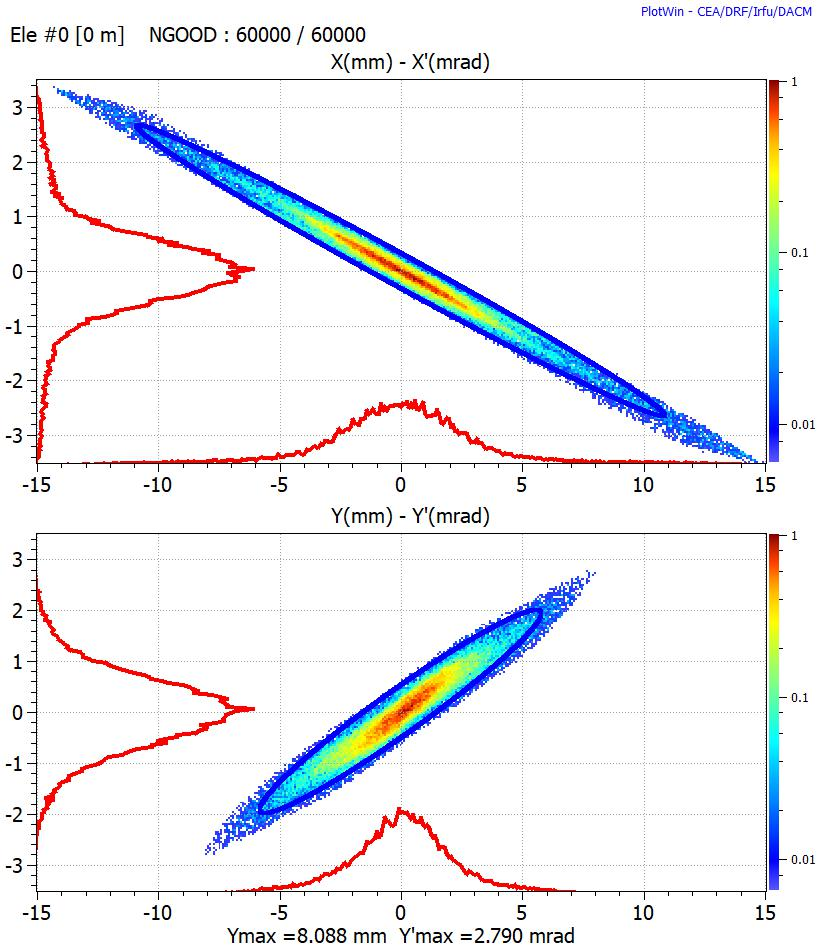 PlotWin - CEA/DRF/Irfu/DACM
Ele #0 [0 m] NGOOD : 60000 / 60000
X(mm) - X'(mrad)
3
2
1
0
-1
-2
-3
-15 -10 -5 0 5 10 15
1
0.1
0.01
Y(mm) - Y'(mrad)
3
2
1
0
-1
-2
-3
-15 -10 -5 0 5 10 15
1
0.1
0.01
Ymax =8.088 mm Y'max =2.790 mrad